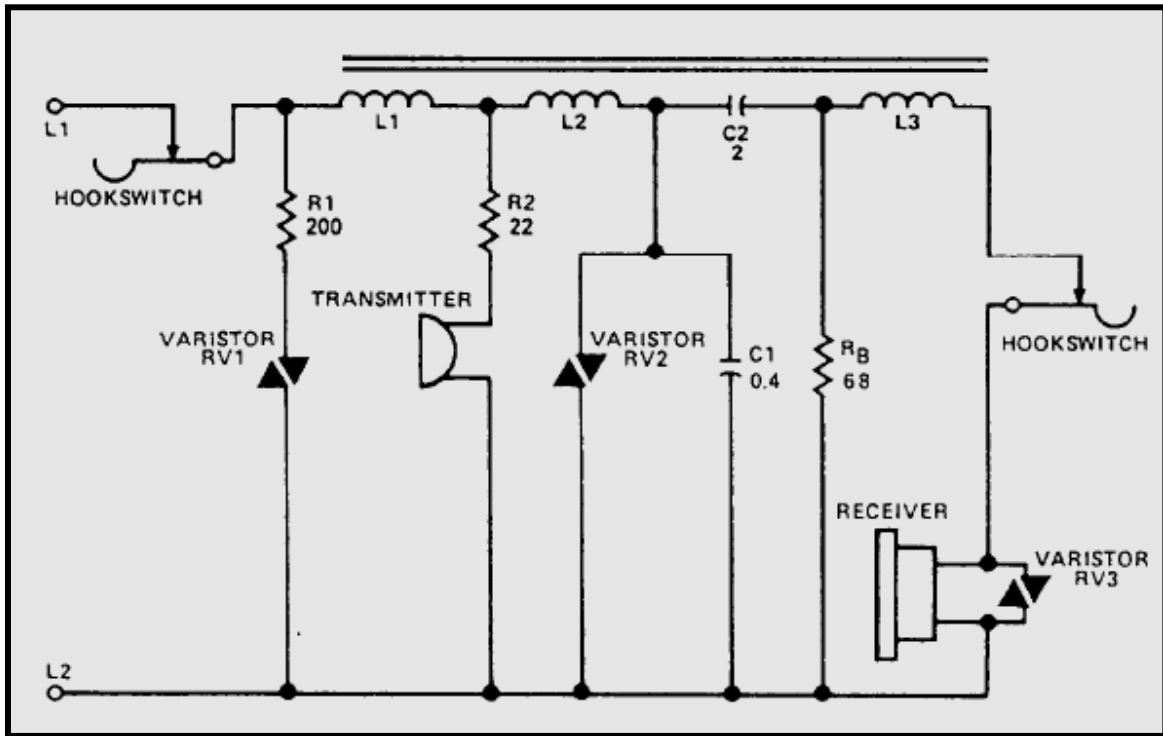 L1
HOOKSWITCH
L1
L2
C2
2
L3
R1
200
R2
22
TRANSMITTER
VARISTOR
RV1
VARISTOR
RV2
C1
0.4
RB
68
HOOKSWITCH
RECEIVER
VARISTOR
RV3
L2